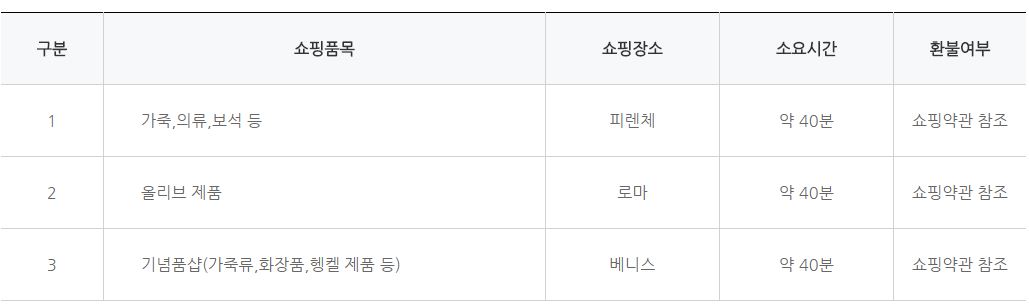 구분 쇼핑품목 쇼핑장소 소요시간 환불여부
1 가죽,의류,보석 등 피렌체 약 40분 쇼핑약관 참조
2 올리브 제품 로마 약 40분 쇼핑약관 참조
3 기념품샵(가죽류,화장품,헹켈 제품 등) 베니스 약 40분 쇼핑약관 참조